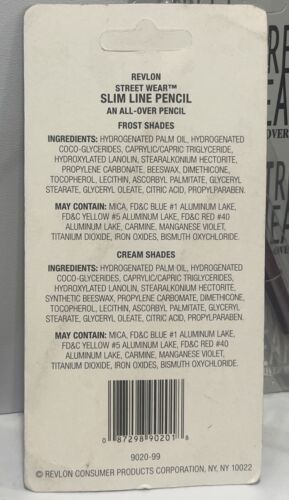 REVLON
STREET WEAR™
SLIM LINE PENCIL
AN ALL-OVER PENCIL
FROST SHADES
INGREDIENTS: HYDROGENATED PALM OIL, HYDROGENATED
COCO-GLYCERIDES, CAPRYLIC/CAPRIC TRIGLYCERIDE,
HYDROXYLATED LANOLIN, STEARALKONIUM HECTORITE,
PROPYLENE CARBONATE, BEESWAX, DIMETHICONE,
TOCOPHEROL, LECITHIN, ASCORBYL PALMITATE, GLYCERYL
STEARATE, GLYCERYL OLEATE, CITRIC ACID, PROPYLPARABEN.
MAY CONTAIN: MICA, FD&C BLUE #1 ALUMINUM LAKE,
FD&C YELLOW #5 ALUMINUM LAKE, FD&C RED #40
ALUMINUM LAKE, CARMINE, MANGANESE VIOLET,
TITANIUM DIOXIDE, IRON OXIDES, BISMUTH OXYCHLORIDE.
CREAM SHADES
INGREDIENTS: HYDROGENATED PALM OIL, HYDROGENATED
COCO-GLYCERIDES, CAPRYLIC/CAPRIC TRIGLYCERIDES,
HYDROXYLATED LANOLIN, STEARALKONIUM HECTORITE,
SYNTHETIC BEESWAX, PROPYLENE CARBONATE, DIMETHICONE,
TOCOPHEROL, LECITHIN, ASCORBYL PALMITATE, GLYCERYL
STEARATE, GLYCERYL OLEATE, CITRIC ACID, PROPYLPARABEN.
MAY CONTAIN: MICA, FD&C BLUE #1 ALUMINUM LAKE,
FD&C YELLOW #5 ALUMINUM LAKE, FD&C RED #40
ALUMINUM LAKE, CARMINE, MANGANESE VIOLET,
TITANIUM DIOXIDE, IRON OXIDES, BISMUTH OXYCHLORIDE.
0 87298 90201 8
9020-99
© REVLON CONSUMER PRODUCTS CORPORATION, NY, NY 10022